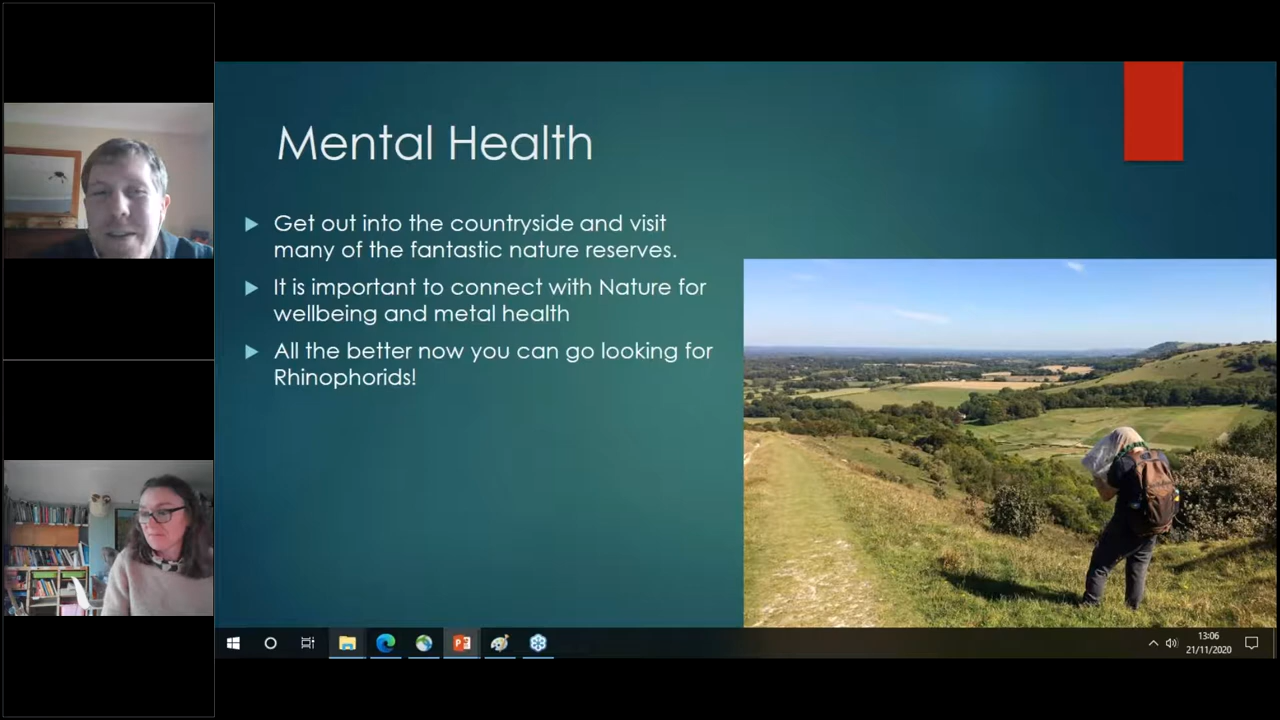 Mental Health
Get out into the countryside and visit
many of the fantastic nature reserves.
It is important to connect with Nature for
wellbeing and metal health
All the better now you can go looking for
Rhinophorids!
13:06
21/11/2020